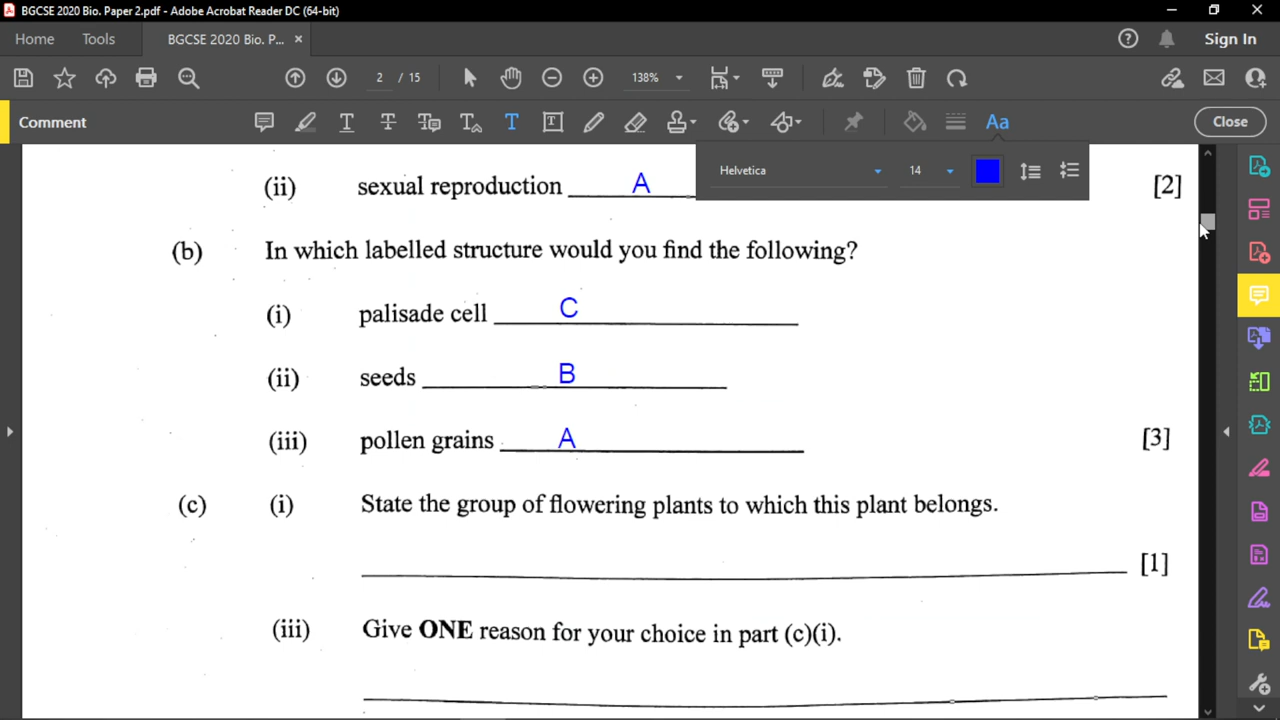 BGCSE 2020 Bio. Paper 2.pdf - Adobe Acrobat Reader DC (64-bit)
Home Tools BGCSE 2020 Bio. P... × Sign In
2 / 15 138%
Comment Close
Helvetica 14
(ii) sexual reproduction A [2]
(b) In which labelled structure would you find the following?
(i) palisade cell C
(ii) seeds B
(iii) pollen grains A [3]
(c) (i) State the group of flowering plants to which this plant belongs.
[1]
(iii) Give ONE reason for your choice in part (c)(i).